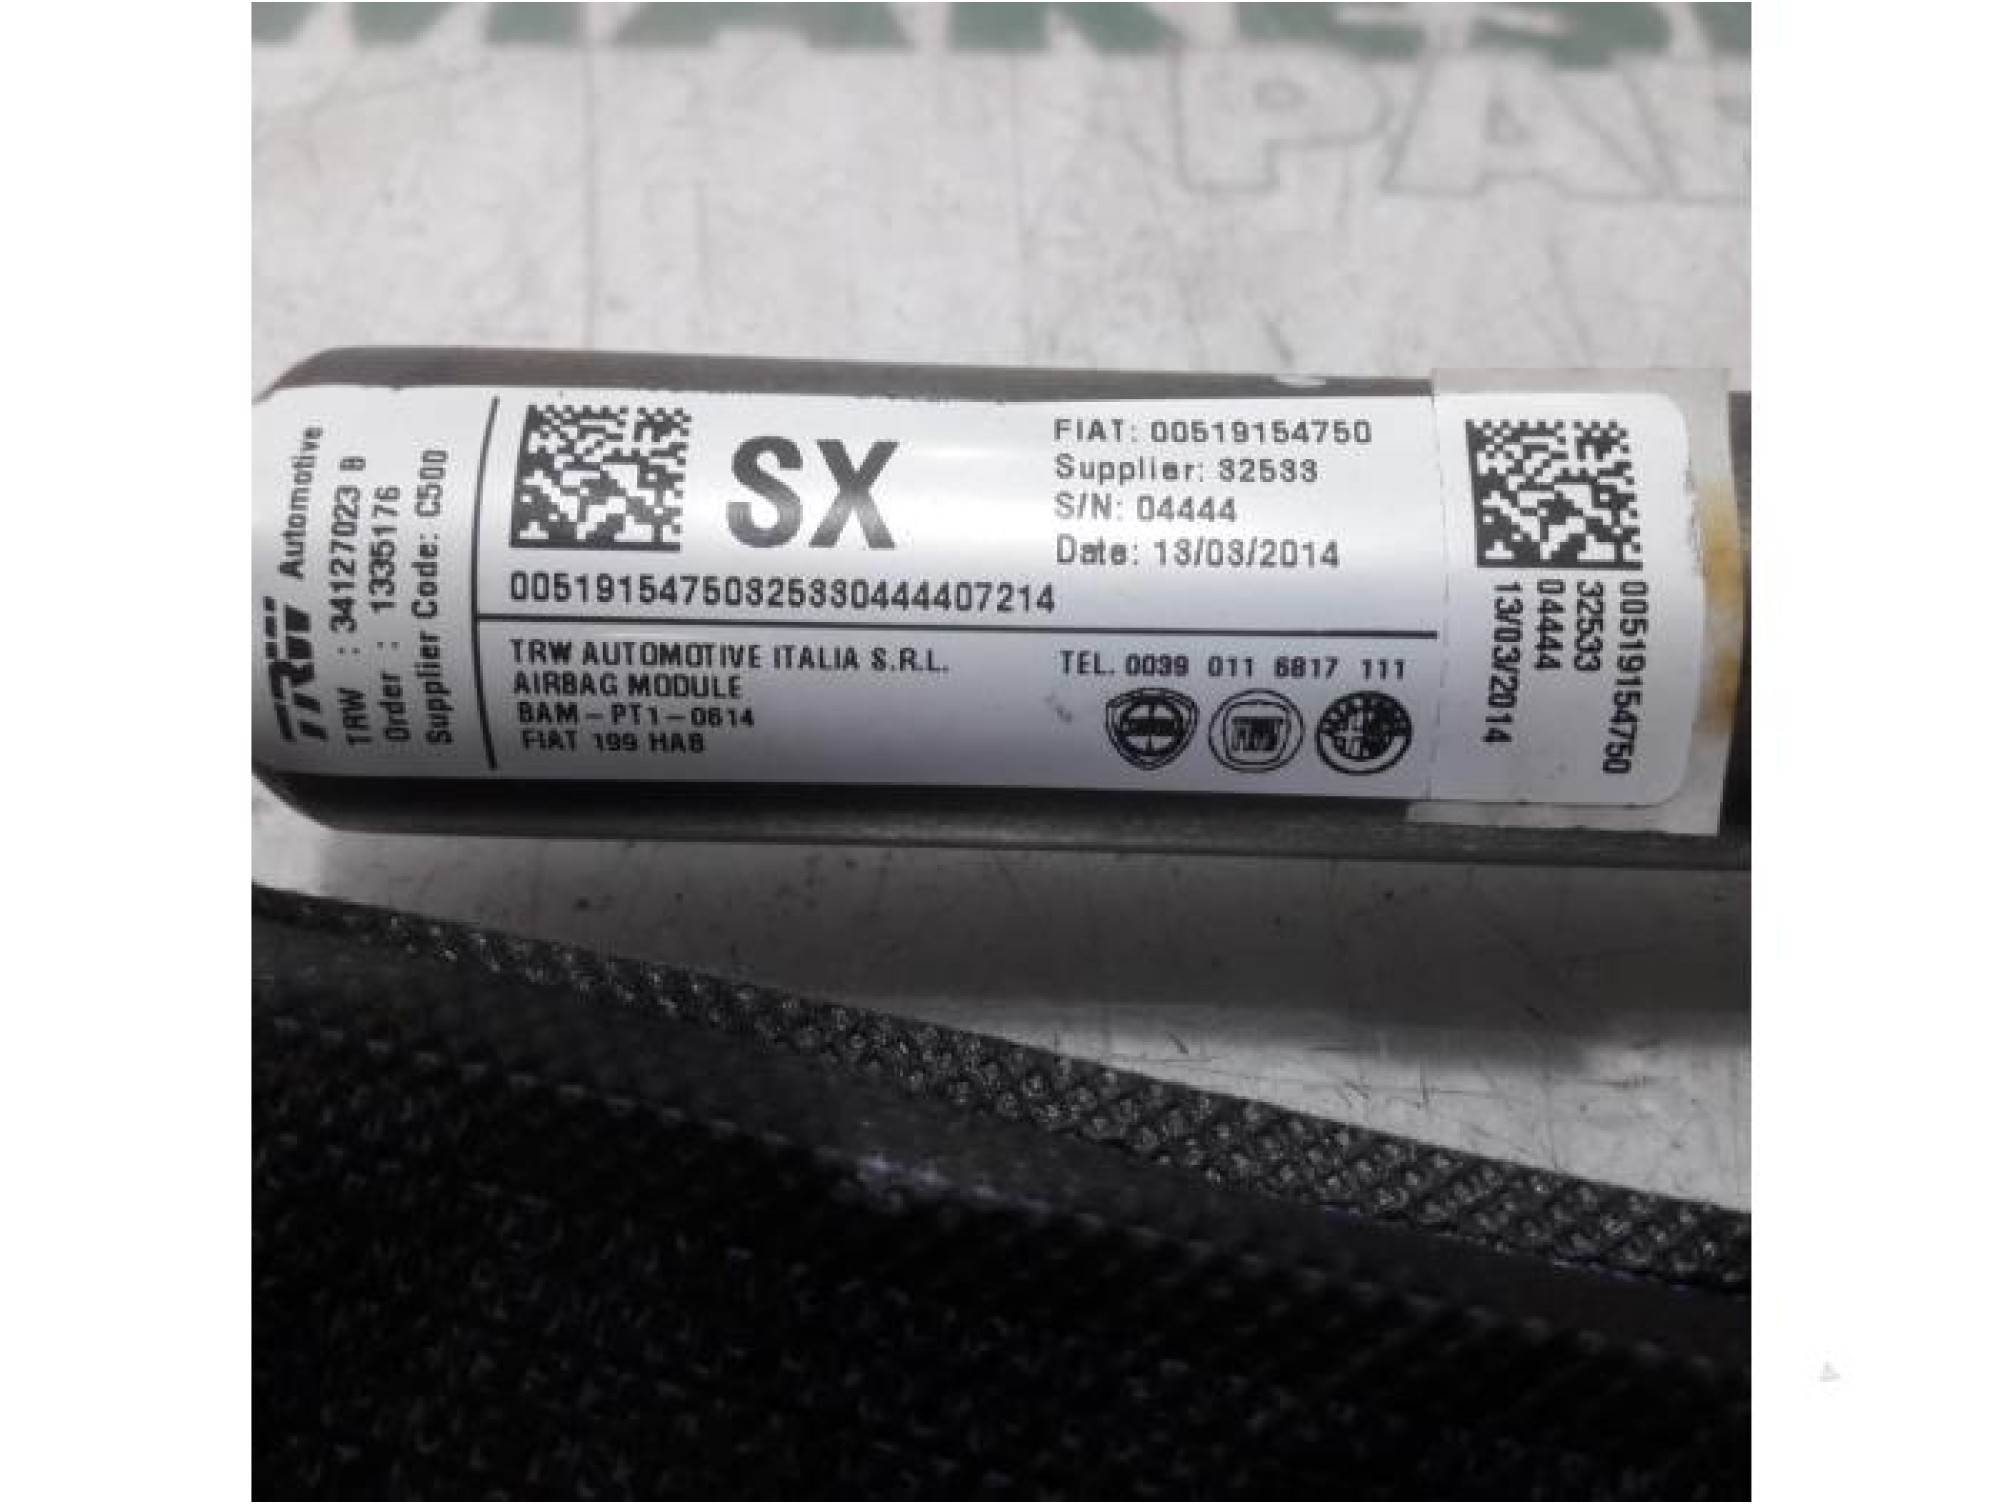 TRW Automotive
TRW : 34127023 B
Order : 1335176
Supplier Code: C500
SX
FIAT: 00519154750
Supplier: 32533
S/N: 04444
Date: 13/03/2014
00519154750325330444407214
TRW AUTOMOTIVE ITALIA S.R.L.
AIRBAG MODULE
BAM-PT1-0614
FIAT 199 HAB
TEL. 0039 011 6817 111
FIAT
00519154750
32533
04444
13/03/2014